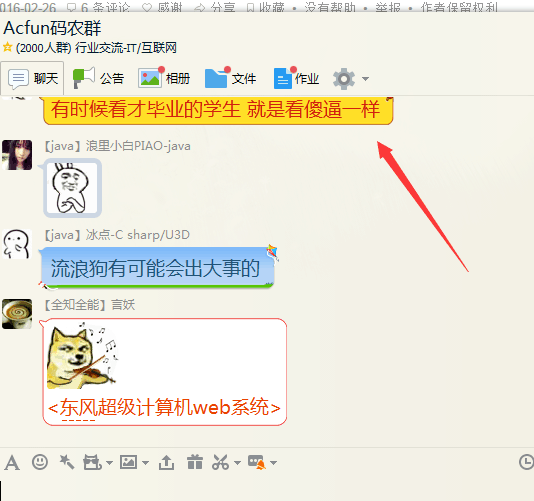 016-02-26 6 条评论 感谢 分享 收藏 • 没有帮助 • 举报 • 作者保留权利
Acfun码农群
(2000人群) 行业交流-IT/互联网
聊天 公告 相册 文件 作业
有时候看才毕业的学生 就是看傻逼一样
【java】浪里小白PIAO-java
【java】冰点-C sharp/U3D
流浪狗有可能会出大事的
【全知全能】言妖
<东风超级计算机web系统>